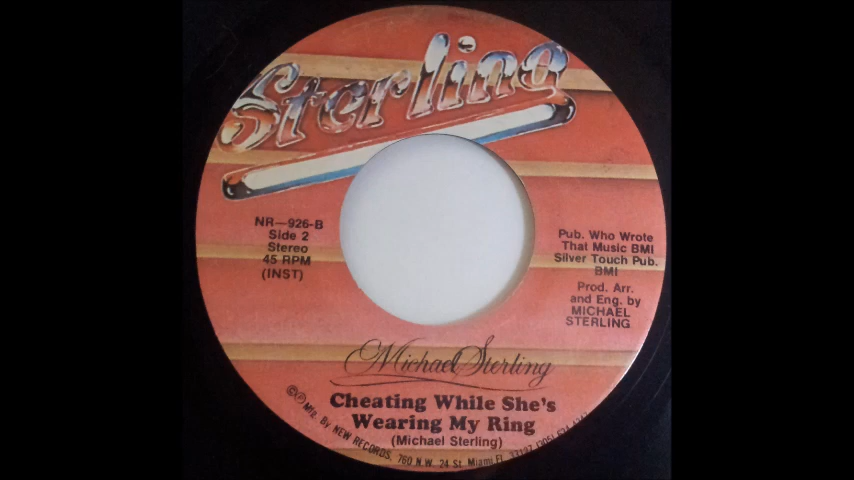 Sterling
NR—926-B
Side 2
Stereo
45 RPM
(INST)
Pub. Who Wrote
That Music BMI
Silver Touch Pub.
BMI
Prod. Arr.
and Eng. by
MICHAEL
STERLING
Michael Sterling
Cheating While She's
Wearing My Ring
(Michael Sterling)
©℗ Mfg. By NEW RECORDS. 760 N.W. 24 St. Miami FL. (305)